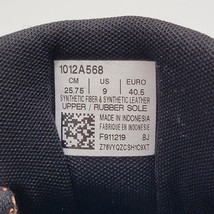 1012A568
CM US EURO
25.75 9 40.5
SYNTHETIC FIBER & SYNTHETIC LEATHER
UPPER / RUBBER SOLE
MADE IN INDONESIA
FABRIQUE EN INDONESIE
F911219 BJ